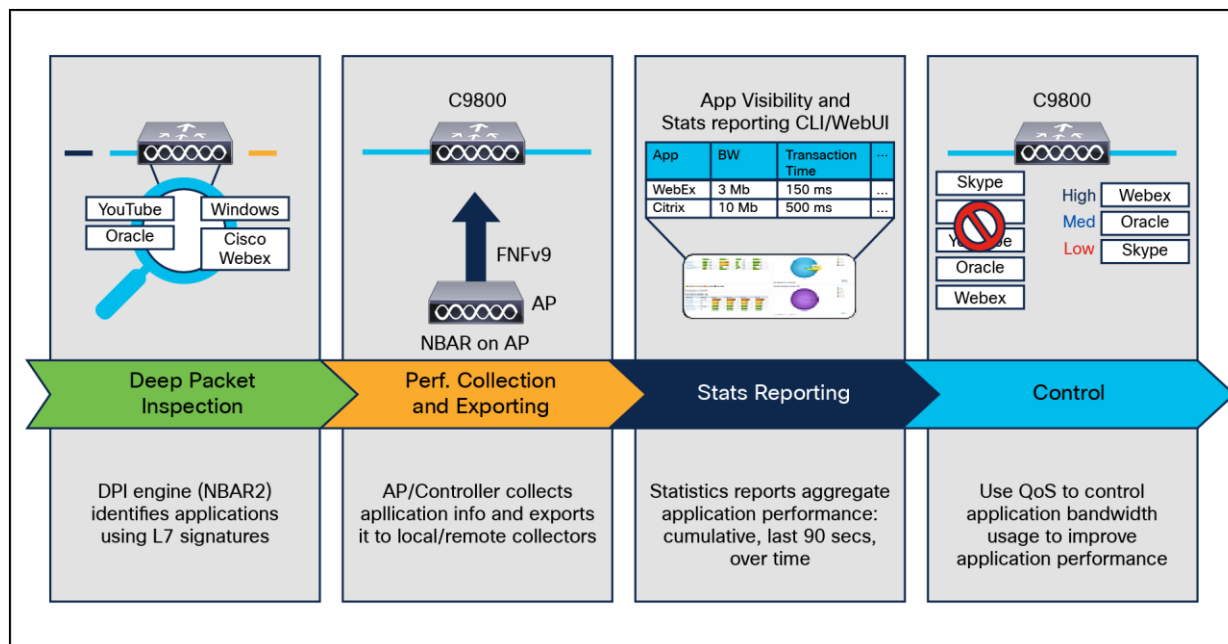 YouTube
Oracle
Windows
Cisco
Webex
Deep Packet
Inspection
DPI engine (NBAR2)
identifies applications
using L7 signatures
C9800
FNFv9
AP
NBAR on AP
Perf. Collection
and Exporting
AP/Controller collects
apllication info and exports
it to local/remote collectors
App Visibility and
Stats reporting CLI/WebUI
App BW Transaction Time ...
WebEx 3 Mb 150 ms ...
Citrix 10 Mb 500 ms ...
Stats Reporting
Statistics reports aggregate
application performance:
cumulative, last 90 secs,
over time
C9800
Skype
Oracle
Webex
High Webex
Med Oracle
Low Skype
Control
Use QoS to control
application bandwidth
usage to improve
application performance